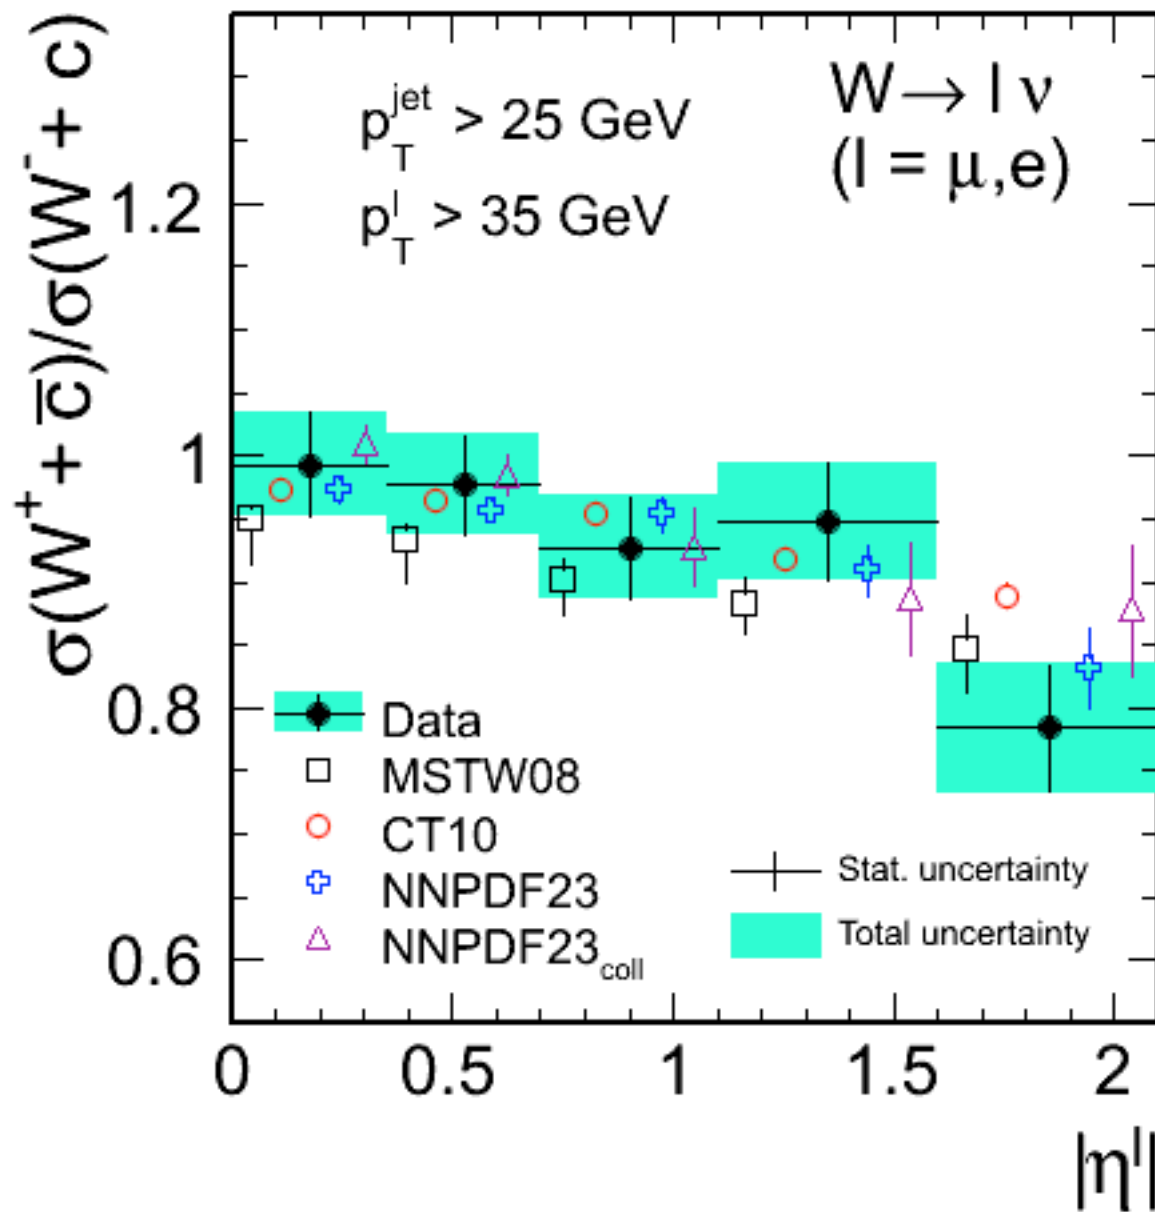 σ(W⁺ + c̅)/σ(W⁻ + c)
p_T^jet > 25 GeV
p_T^l > 35 GeV
W → l ν
(l = μ,e)
1.2
1
0.8
0.6
Data
MSTW08
CT10
NNPDF23
NNPDF23_coll
Stat. uncertainty
Total uncertainty
0 0.5 1 1.5 2
|η^l|